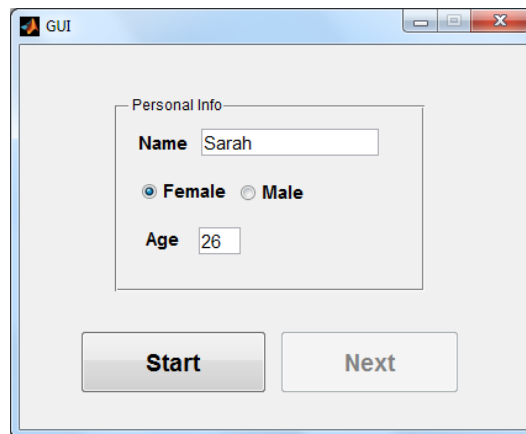 GUI
Personal Info
Name Sarah
Female Male
Age 26
Start Next